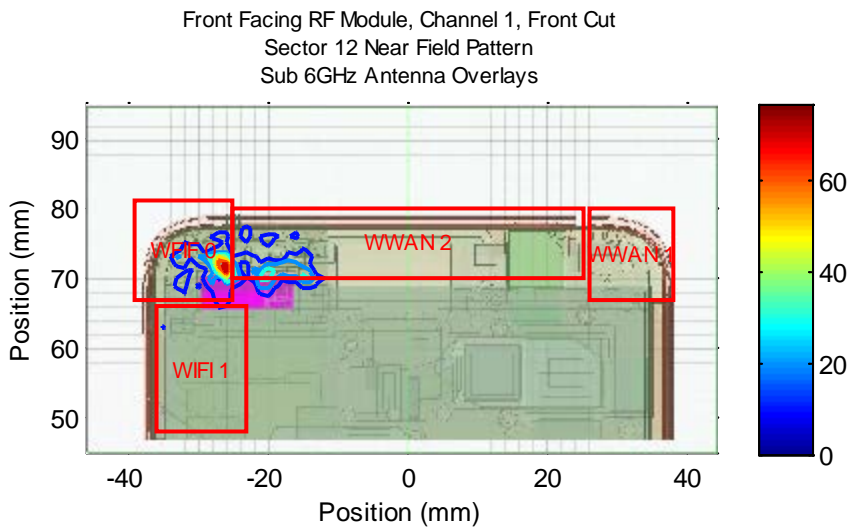 Front Facing RF Module, Channel 1, Front Cut
Sector 12 Near Field Pattern
Sub 6GHz Antenna Overlays
90
80
70
60
50
Position (mm)
WIFI 0
WWAN 2
WWAN 1
WIFI 1
-40
-20
0
20
40
Position (mm)
60
40
20
0